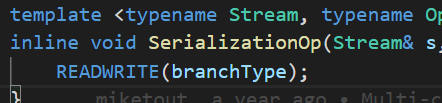 template <typename Stream, typename Op
inline void SerializationOp(Stream& s,
READWRITE(branchType);
}
miketout, a year ago • Multi-c